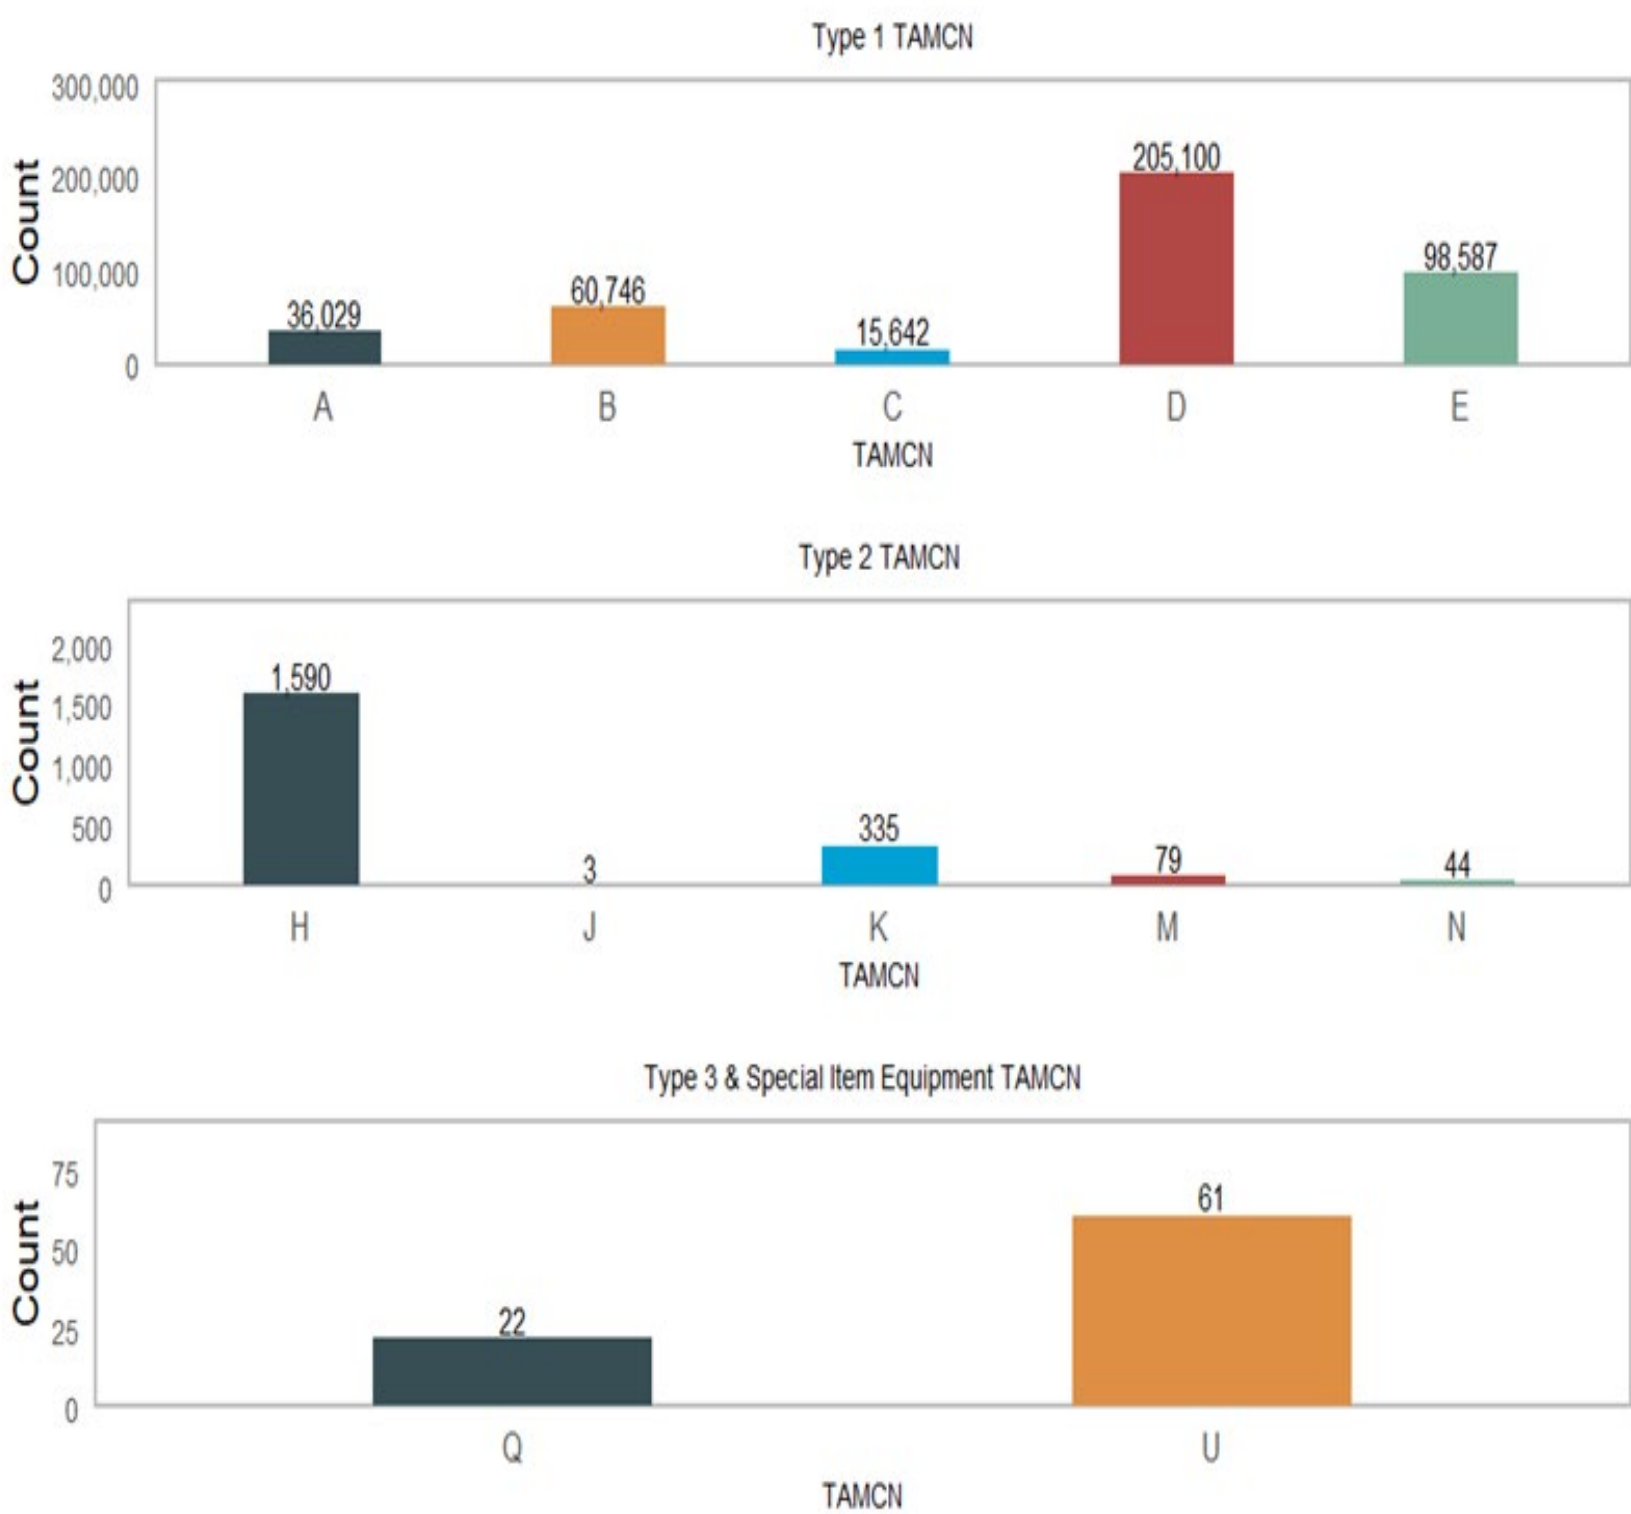 Type 1 TAMCN
300,000
200,000
100,000
0
Count
36,029
60,746
15,642
205,100
98,587
A B C D E
TAMCN
Type 2 TAMCN
2,000
1,500
1,000
500
0
Count
1,590
3
335
79
44
H J K M N
TAMCN
Type 3 & Special Item Equipment TAMCN
75
50
25
0
Count
22
61
Q U
TAMCN